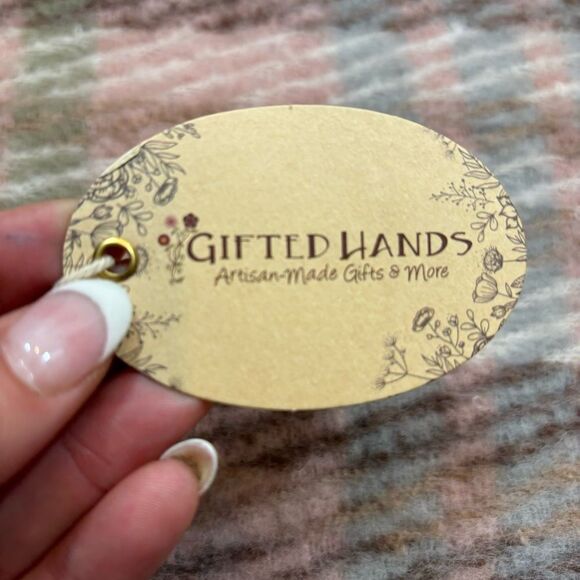 GIFTED HANDS
Artisan-Made Gifts & More